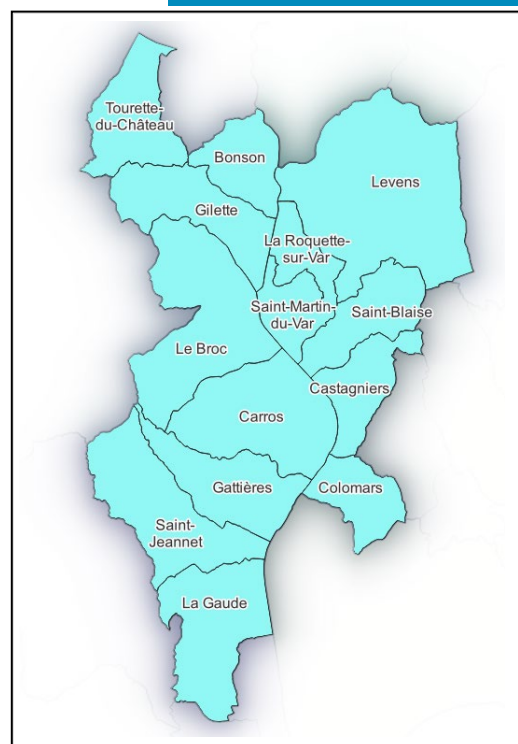 Tourette-
du-Château
Bonson
Levens
Gilette
La Roquette-
sur-Var
Saint-Martin-
du-Var
Saint-Blaise
Le Broc
Castagniers
Carros
Gattières
Colomars
Saint-
Jeannet
La Gaude